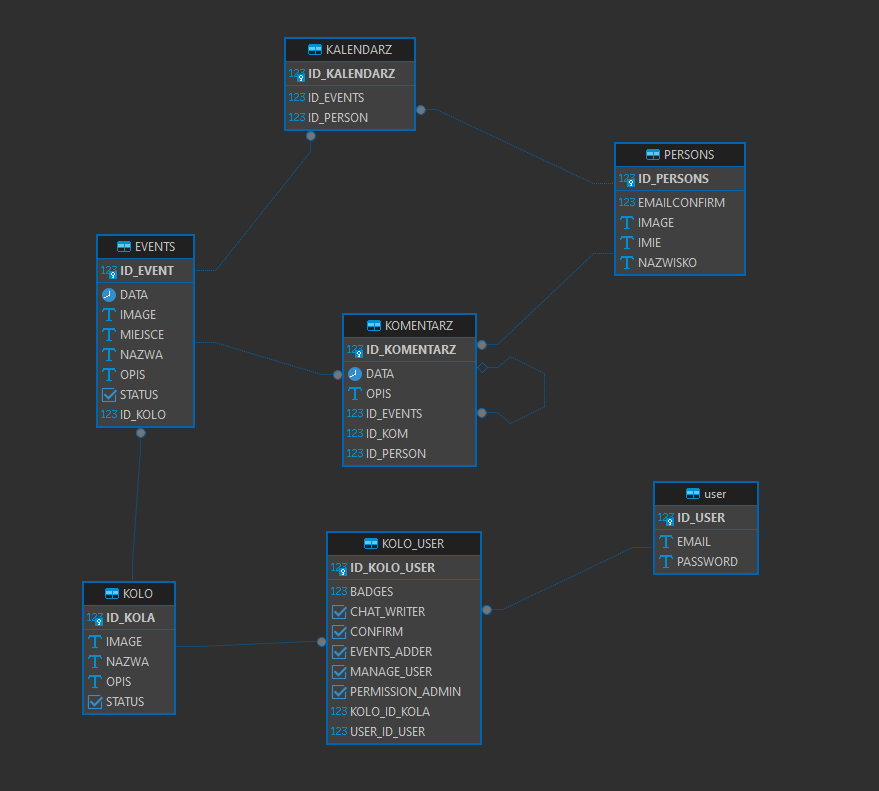 KALENDARZ
123 ID_KALENDARZ
123 ID_EVENTS
123 ID_PERSON
PERSONS
123 ID_PERSONS
123 EMAILCONFIRM
T IMAGE
T IMIE
T NAZWISKO
EVENTS
123 ID_EVENT
DATA
T IMAGE
T MIEJSCE
T NAZWA
T OPIS
STATUS
123 ID_KOLO
KOMENTARZ
123 ID_KOMENTARZ
DATA
T OPIS
123 ID_EVENTS
123 ID_KOM
123 ID_PERSON
user
123 ID_USER
T EMAIL
T PASSWORD
KOLO_USER
123 ID_KOLO_USER
123 BADGES
CHAT_WRITER
CONFIRM
EVENTS_ADDER
MANAGE_USER
PERMISSION_ADMIN
123 KOLO_ID_KOLA
123 USER_ID_USER
KOLO
123 ID_KOLA
T IMAGE
T NAZWA
T OPIS
STATUS